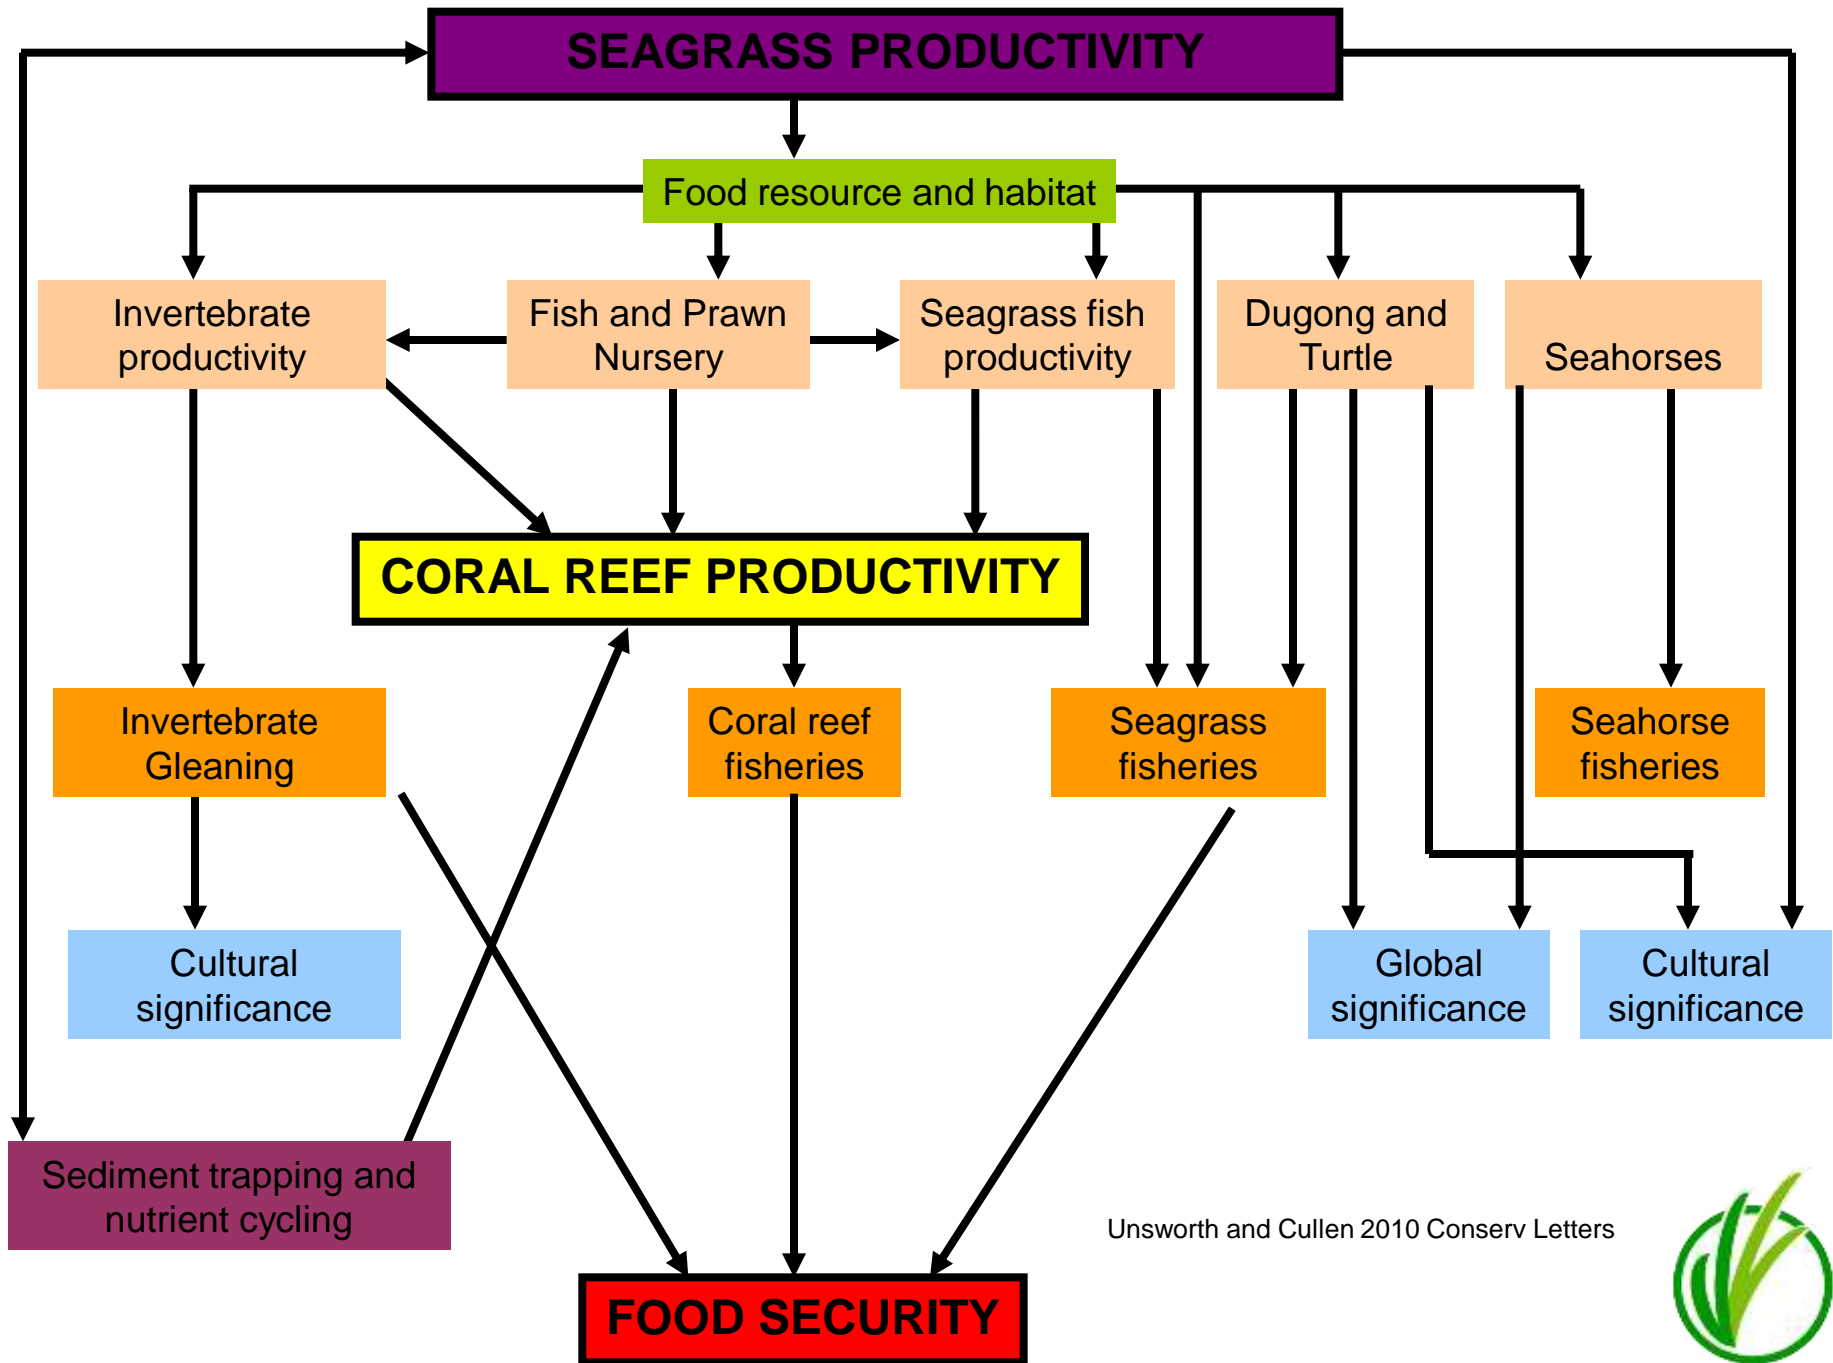 SEAGRASS PRODUCTIVITY
Food resource and habitat
Invertebrate
productivity
Fish and Prawn
Nursery
Seagrass fish
productivity
Dugong and
Turtle
Seahorses
CORAL REEF PRODUCTIVITY
Invertebrate
Gleaning
Coral reef
fisheries
Seagrass
fisheries
Seahorse
fisheries
Cultural
significance
Global
significance
Cultural
significance
Sediment trapping and
nutrient cycling
Unsworth and Cullen 2010 Conserv Letters
FOOD SECURITY